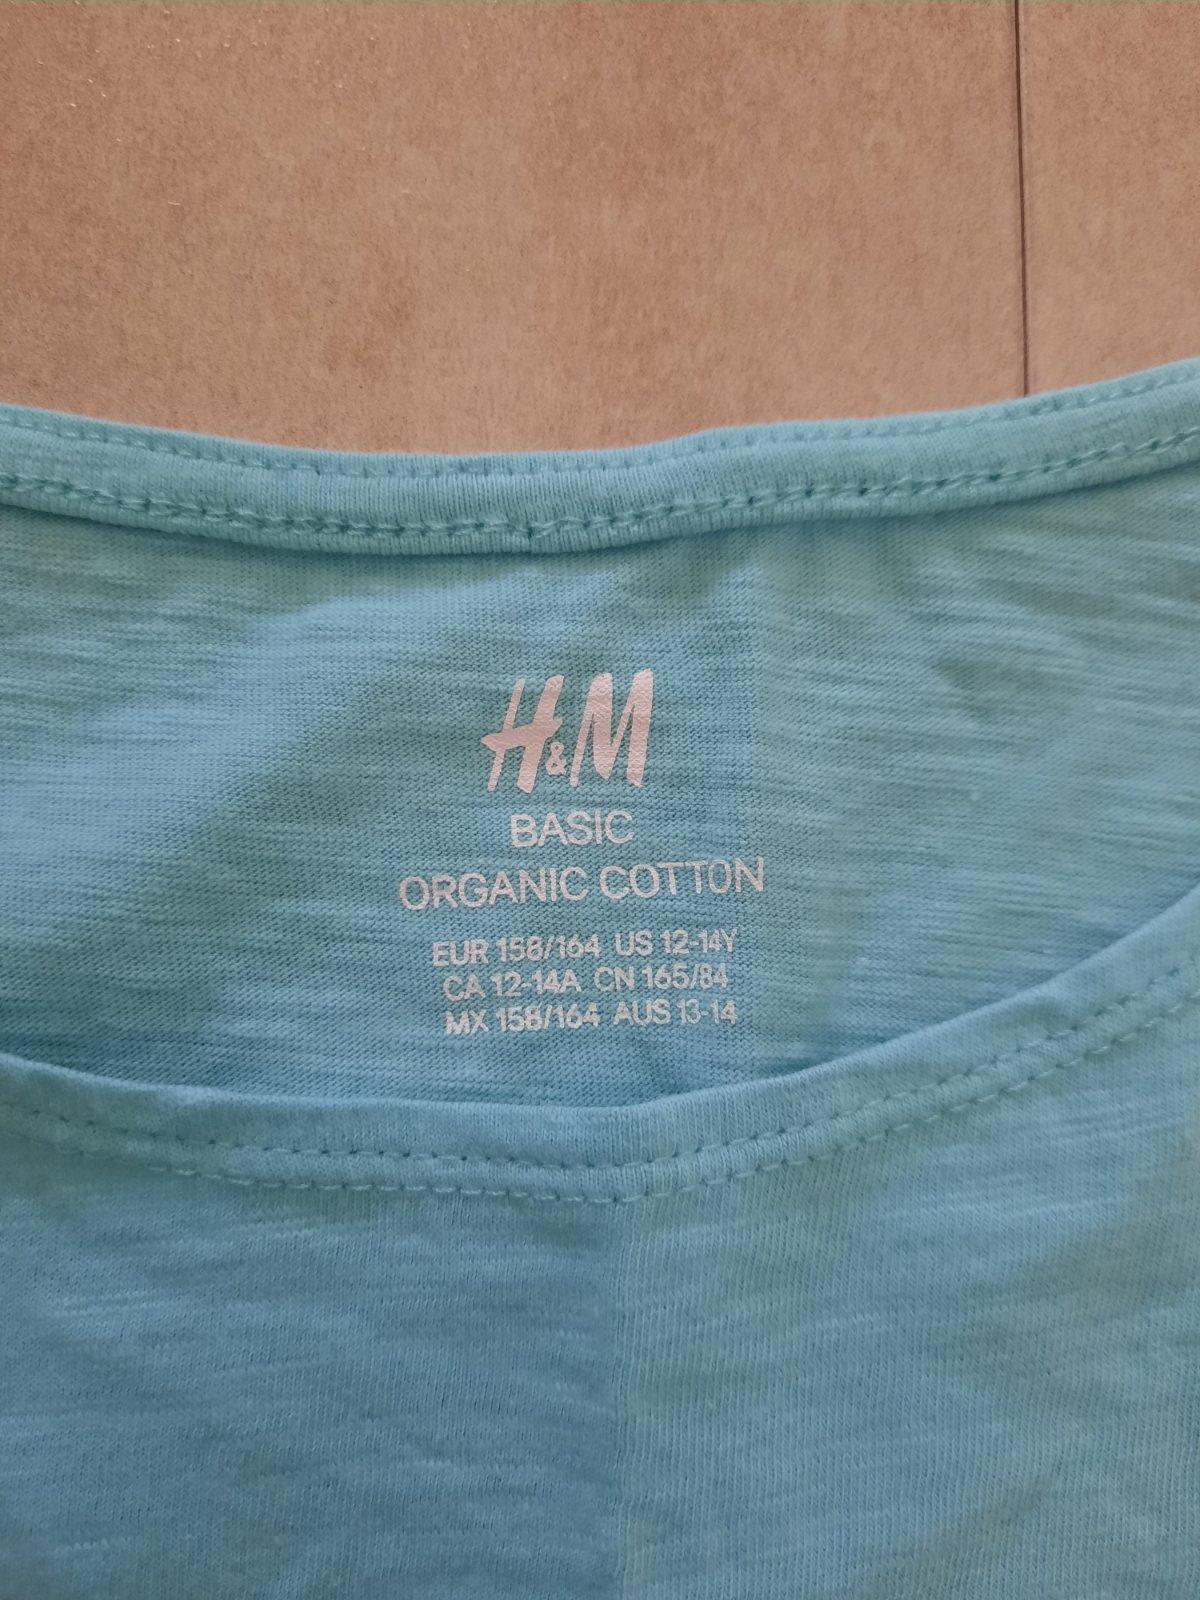 H&M
BASIC
ORGANIC COTTON
EUR 158/164 US 12-14Y
CA 12-14A CN 165/84
MX 158/164 AUS 13-14